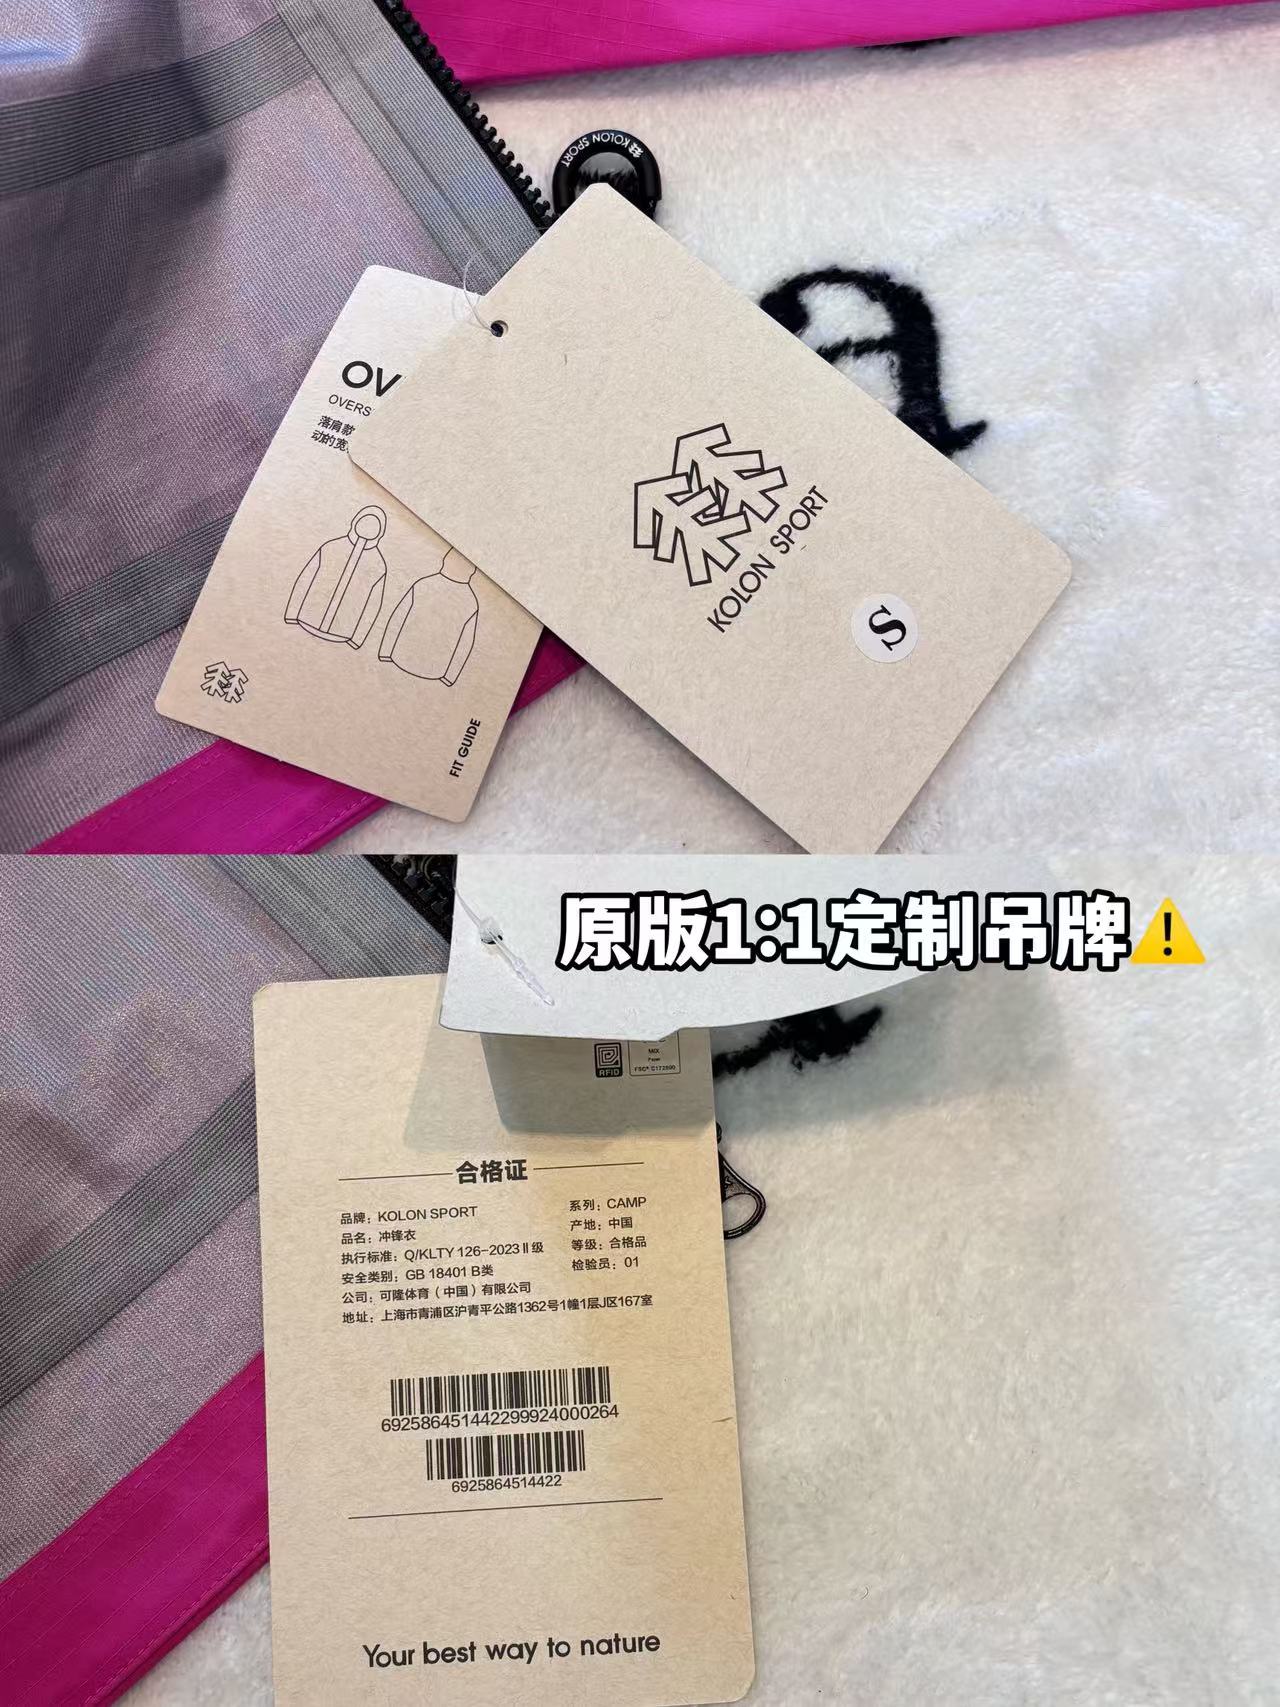 KOLON SPORT
OV
OVERS
落肩款
动的宽
KOLON SPORT
S
FIT GUIDE
原版1:1定制吊牌⚠️
RFID
MIX
Paper
FSC® C172890
合格证
品牌：KOLON SPORT
系列：CAMP
品名：冲锋衣
产地：中国
执行标准：Q/KLTY 126-2023 II 级
等级：合格品
安全类别：GB 18401 B类
检验员：01
公司：可隆体育（中国）有限公司
地址：上海市青浦区沪青平公路1362号1幢1层J区167室
692586451442299924000264
6925864514422
Your best way to nature